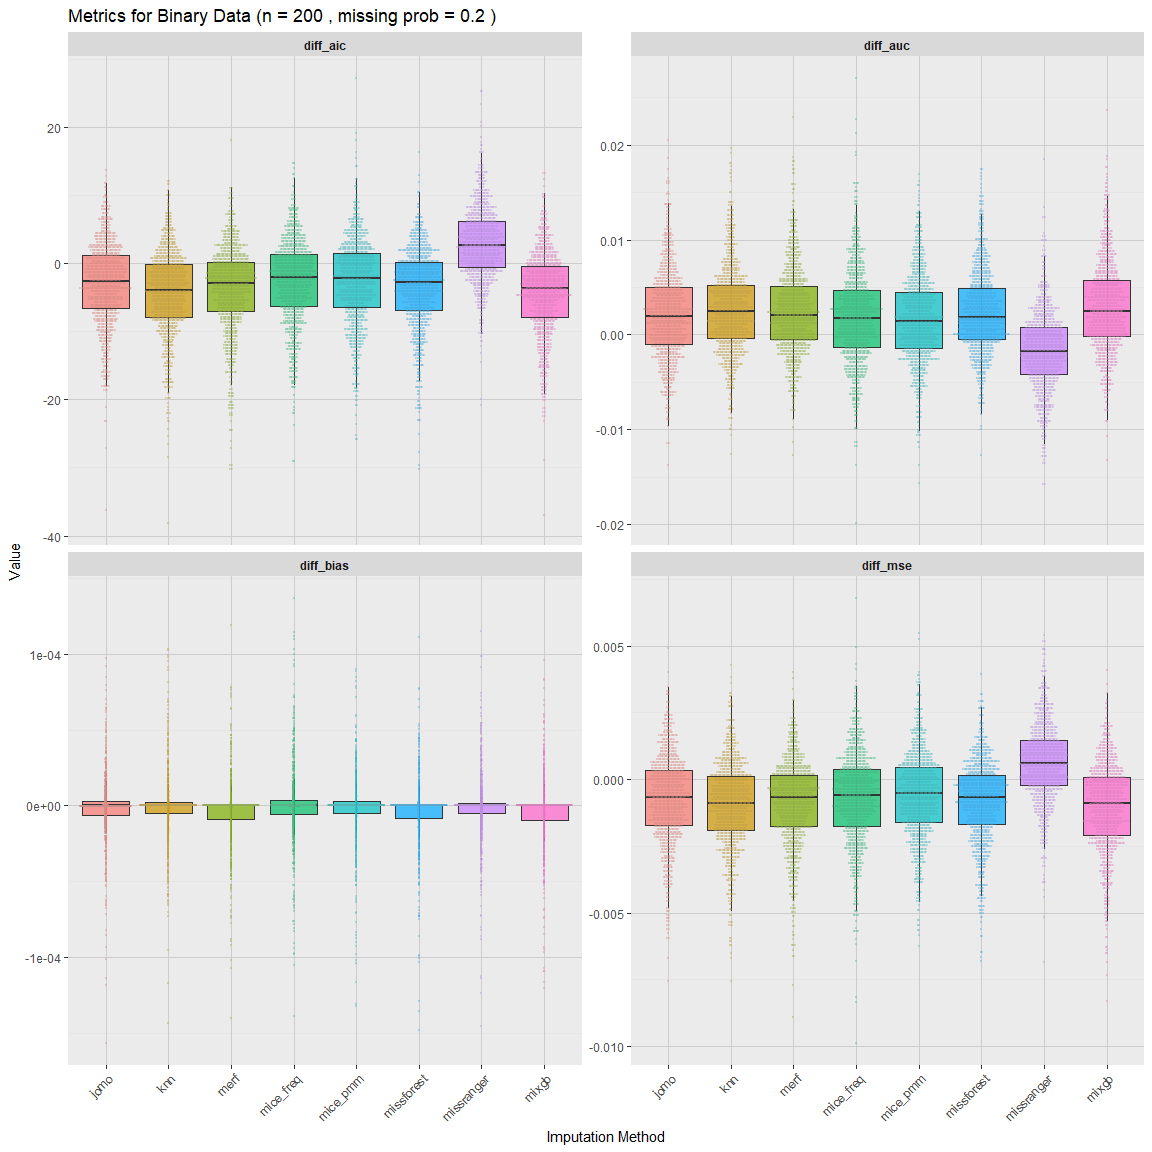 Metrics for Binary Data (n = 200 , missing prob = 0.2 )
diff_aic
diff_auc
20
0
-20
-40
0.02
0.01
0.00
-0.01
-0.02
Value
diff_bias
diff_mse
1e-04
0e+00
-1e-04
0.005
0.000
-0.005
-0.010
jomo
knn
merf
mice_freq
mice_pmm
missforest
missranger
mixgb
jomo
knn
merf
mice_freq
mice_pmm
missforest
missranger
mixgb
Imputation Method